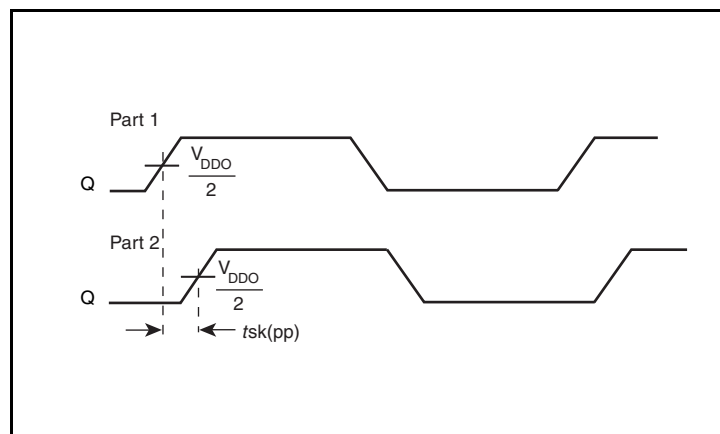 Part 1
Q
V_DDO
2
Part 2
Q
V_DDO
2
tsk(pp)